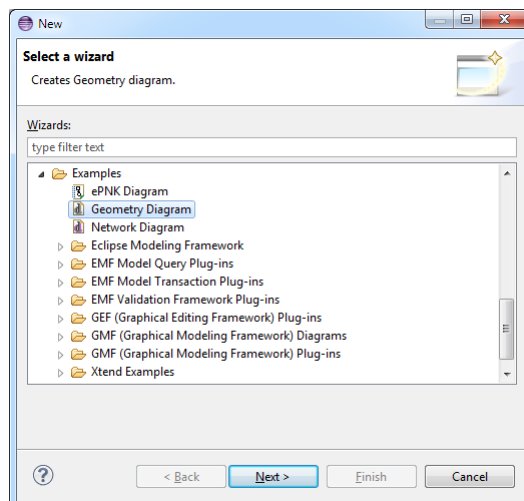 New
Select a wizard
Creates Geometry diagram.
Wizards:
type filter text
Examples
ePNK Diagram
Geometry Diagram
Network Diagram
Eclipse Modeling Framework
EMF Model Query Plug-ins
EMF Model Transaction Plug-ins
EMF Validation Framework Plug-ins
GEF (Graphical Editing Framework) Plug-ins
GMF (Graphical Modeling Framework) Diagrams
GMF (Graphical Modeling Framework) Plug-ins
Xtend Examples
? < Back Next > Finish Cancel